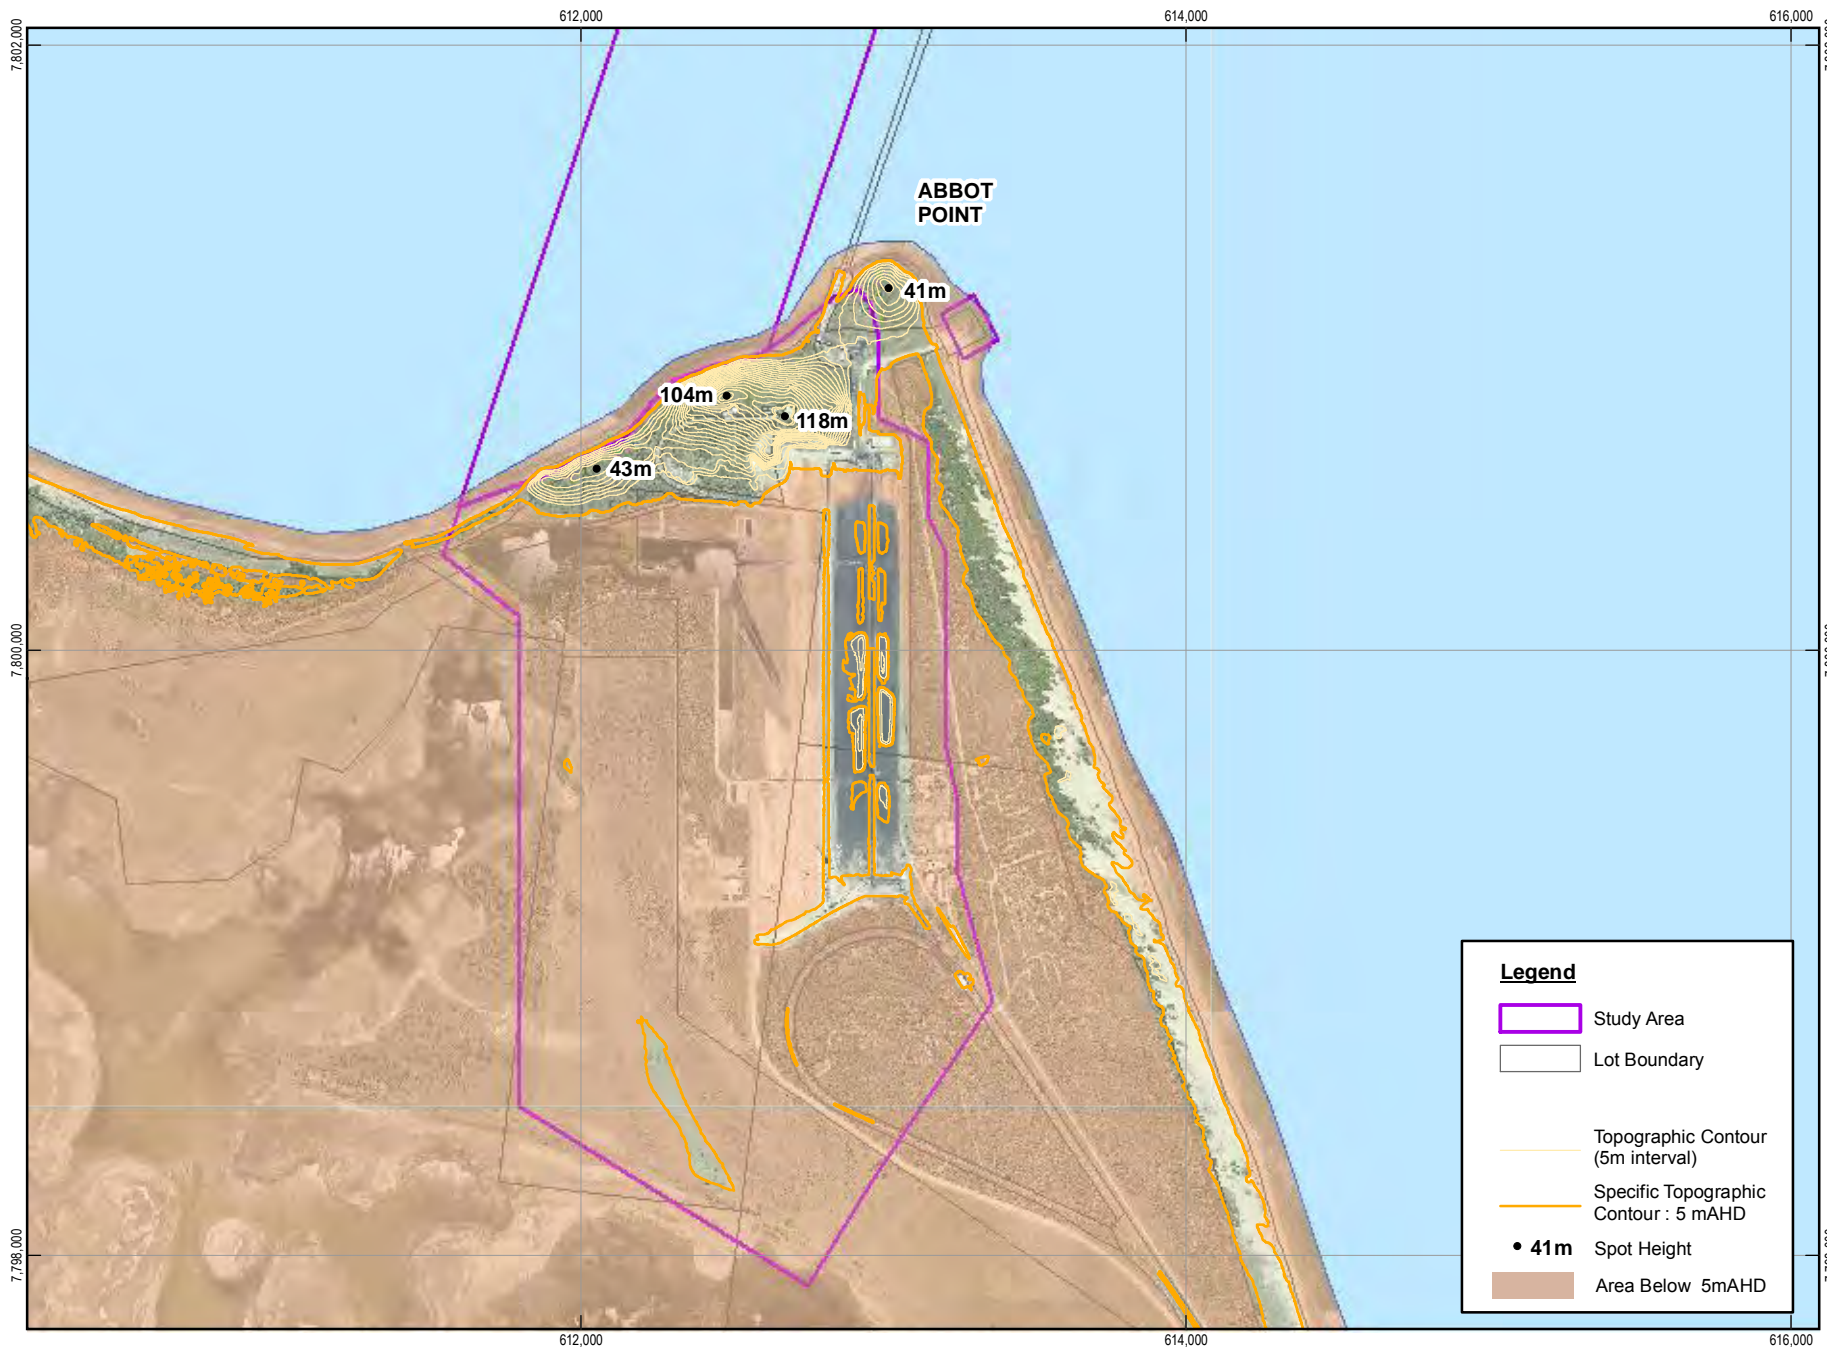 612,000
614,000
616,000
7,802,000
ABBOT
POINT
41m
104m
118m
43m
7,800,000
Legend
Study Area
Lot Boundary
Topographic Contour
(5m interval)
Specific Topographic
Contour : 5 mAHD
41m Spot Height
Area Below 5mAHD
7,798,000
612,000
614,000
616,000